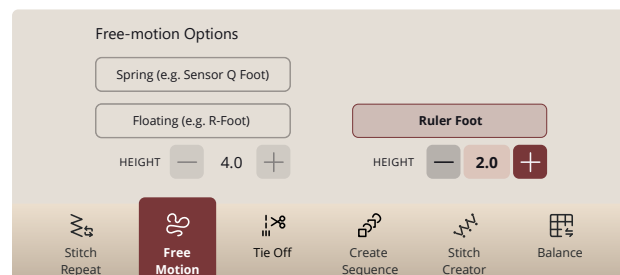 Free-motion Options
Spring (e.g. Sensor Q Foot)
Floating (e.g. R-Foot)
Ruler Foot
HEIGHT — 4.0 +
HEIGHT — 2.0 +
Stitch
Repeat
Free
Motion
Tie Off
Create
Sequence
Stitch
Creator
Balance